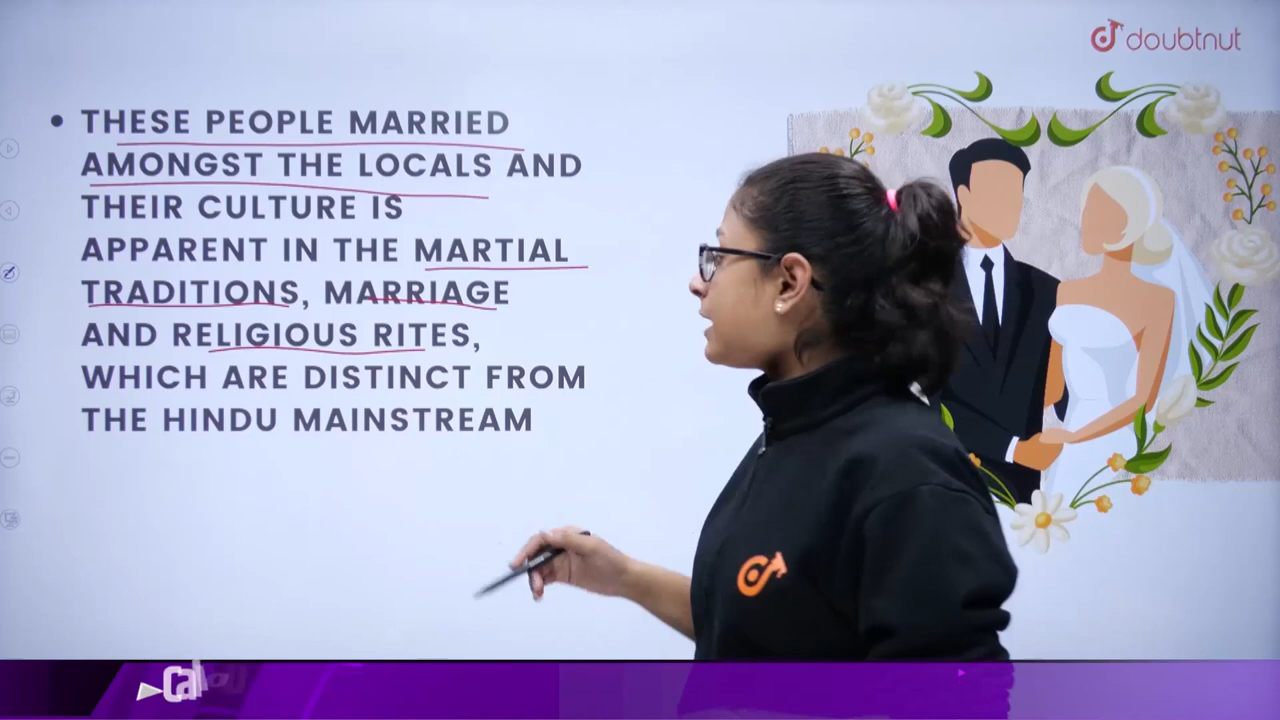 doubtnut
• THESE PEOPLE MARRIED
AMONGST THE LOCALS AND
THEIR CULTURE IS
APPARENT IN THE MARTIAL
TRADITIONS, MARRIAGE
AND RELIGIOUS RITES,
WHICH ARE DISTINCT FROM
THE HINDU MAINSTREAM